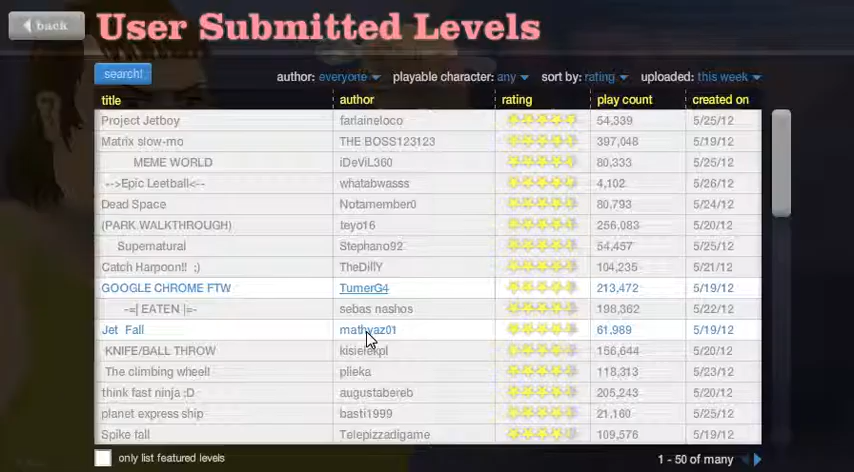 back
User Submitted Levels
search!
author: everyone playable character: any sort by: rating uploaded: this week
title author rating play count created on
Project Jetboy farlaineloco 54,339 5/25/12
Matrix slow-mo THE BOSS123123 397,048 5/19/12
MEME WORLD iDeViL360 80,333 5/25/12
-->Epic Leetball<-- whatabwasss 4,102 5/26/12
Dead Space Notamember0 80,793 5/24/12
(PARK WALKTHROUGH) teyo16 256,083 5/20/12
Supernatural Stephano92 54,457 5/25/12
Catch Harpoon!! ;) TheDillY 104,235 5/21/12
GOOGLE CHROME FTW TurnerG4 213,472 5/19/12
-=| EATEN |=- sebas nashos 198,362 5/22/12
Jet Fall mathyaz01 61,989 5/19/12
KNIFE/BALL THROW kisielekpl 156,644 5/20/12
The climbing wheel! plieka 118,313 5/23/12
think fast ninja ;D augustabereb 205,243 5/20/12
planet express ship basti1999 21,160 5/25/12
Spike fall Telepizzadigame 109,576 5/19/12
only list featured levels 1 - 50 of many